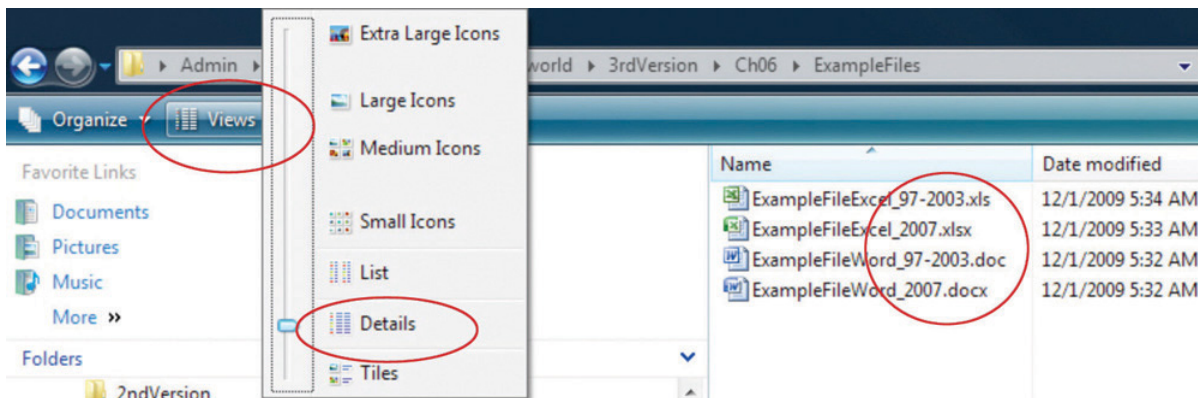 Extra Large Icons
Admin
world
3rdVersion
Ch06
ExampleFiles
Large Icons
Organize
Views
Medium Icons
Name
Date modified
Favorite Links
ExampleFileExcel_97-2003.xls
12/1/2009 5:34 AM
Documents
Small Icons
ExampleFileExcel_2007.xlsx
12/1/2009 5:33 AM
Pictures
ExampleFileWord_97-2003.doc
12/1/2009 5:32 AM
Music
List
ExampleFileWord_2007.docx
12/1/2009 5:32 AM
More »
Details
Folders
Tiles
2ndVersion